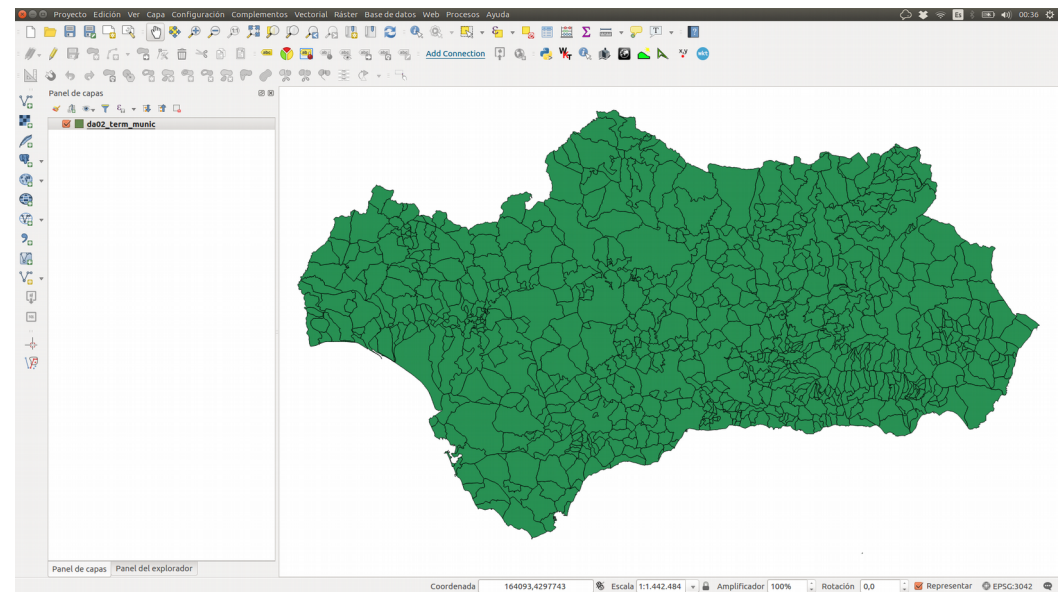 Proyecto Edición Ver Capa Configuración Complementos Vectorial Ráster Base de datos Web Procesos Ayuda
Es
00:36
Add Connection
Panel de capas
da02_term_munic
Panel de capas
Panel del explorador
Coordenada 164093,4297743 Escala 1:1.442.484 Amplificador 100% Rotación 0,0 Representar EPSG:3042